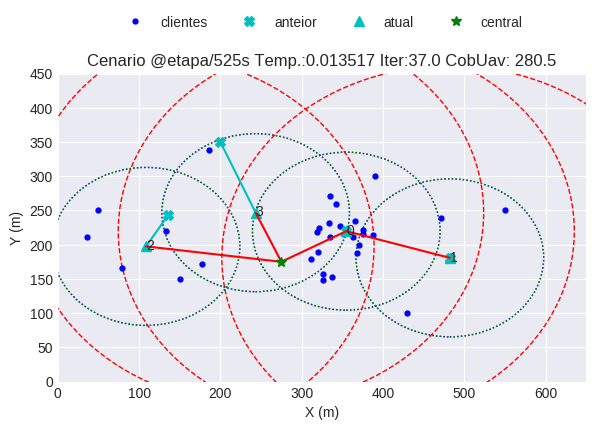 clientes anteior atual central
Cenario @etapa/525s Temp.:0.013517 Iter:37.0 CobUav: 280.5
450
400
350
300
250
200
150
100
50
0
Y (m)
3
0
2
1
0 100 200 300 400 500 600
X (m)